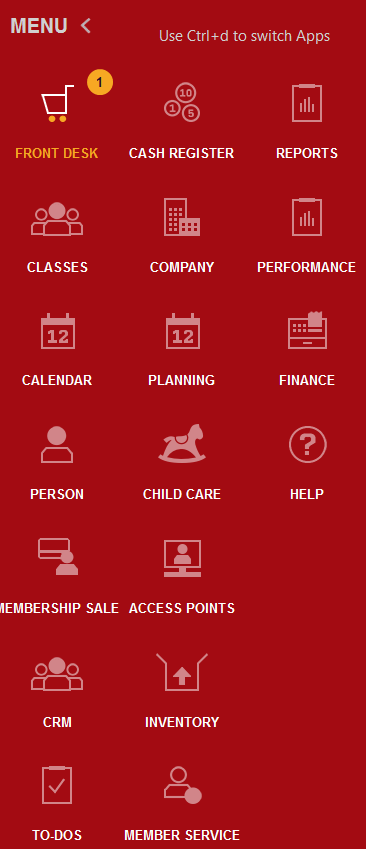 MENU
Use Ctrl+d to switch Apps
1
10
1
5
FRONT DESK
CASH REGISTER
REPORTS
CLASSES
COMPANY
PERFORMANCE
12
12
CALENDAR
PLANNING
FINANCE
?
PERSON
CHILD CARE
HELP
MEMBERSHIP SALE
ACCESS POINTS
CRM
INVENTORY
TO-DOS
MEMBER SERVICE